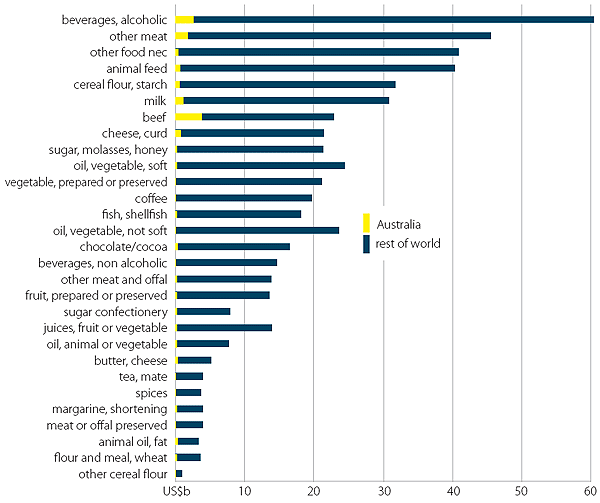 beverages, alcoholic
other meat
other food nec
animal feed
cereal flour, starch
milk
beef
cheese, curd
sugar, molasses, honey
oil, vegetable, soft
vegetable, prepared or preserved
coffee
fish, shellfish
oil, vegetable, not soft
chocolate/cocoa
beverages, non alcoholic
other meat and offal
fruit, prepared or preserved
sugar confectionery
juices, fruit or vegetable
oil, animal or vegetable
butter, cheese
tea, mate
spices
margarine, shortening
meat or offal preserved
animal oil, fat
flour and meal, wheat
other cereal flour
Australia
rest of world
US$b 10 20 30 40 50 60